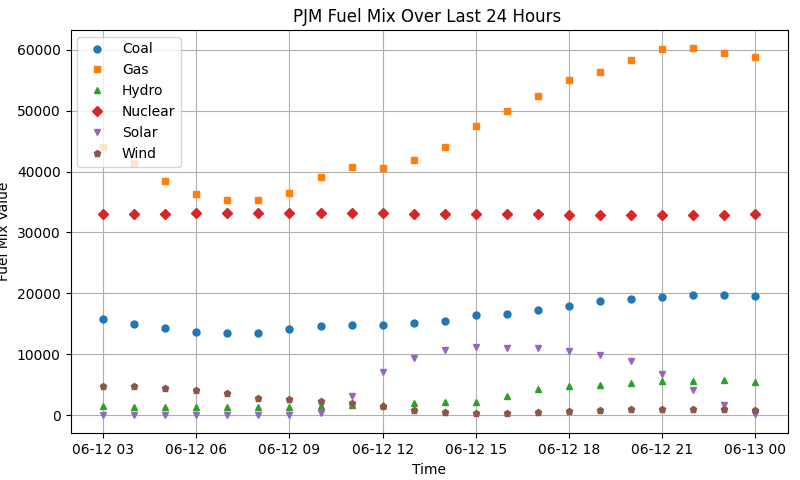 PJM Fuel Mix Over Last 24 Hours
Coal
Gas
Hydro
Nuclear
Solar
Wind
60000
50000
40000
30000
20000
10000
0
Fuel Mix Value
06-12 03 06-12 06 06-12 09 06-12 12 06-12 15 06-12 18 06-12 21 06-13 00
Time